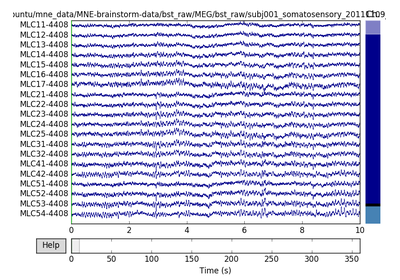 ubuntu/mne_data/MNE-brainstorm-data/bst_raw/MEG/bst_raw/subj001_somatosensory_20111109_
MLC11-4408
MLC12-4408
MLC13-4408
MLC14-4408
MLC15-4408
MLC16-4408
MLC17-4408
MLC21-4408
MLC22-4408
MLC23-4408
MLC24-4408
MLC25-4408
MLC31-4408
MLC32-4408
MLC41-4408
MLC42-4408
MLC51-4408
MLC52-4408
MLC53-4408
MLC54-4408
0 2 4 6 8 10
Help
0 50 100 150 200 250 300 350
Time (s)